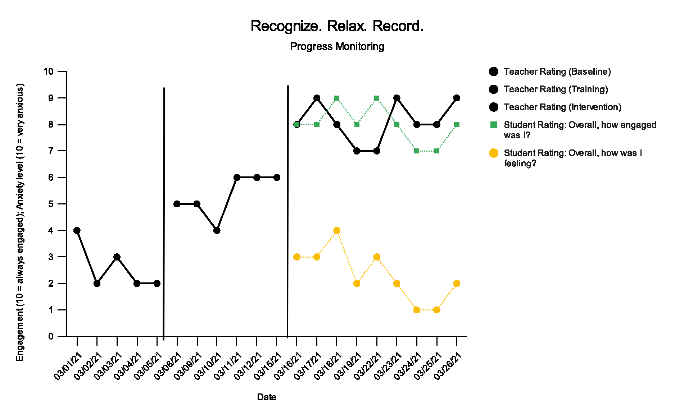 Recognize. Relax. Record.
Progress Monitoring
Engagement (10 = always engaged); Anxiety level (10 = very anxious)
10
9
8
7
6
5
4
3
2
1
0
03/01/21
03/02/21
03/03/21
03/04/21
03/05/21
03/08/21
03/09/21
03/10/21
03/11/21
03/12/21
03/15/21
03/16/21
03/17/21
03/18/21
03/19/21
03/22/21
03/23/21
03/24/21
03/25/21
03/26/21
Date
Teacher Rating (Baseline)
Teacher Rating (Training)
Teacher Rating (Intervention)
Student Rating: Overall, how engaged
was I?
Student Rating: Overall, how was I
feeling?